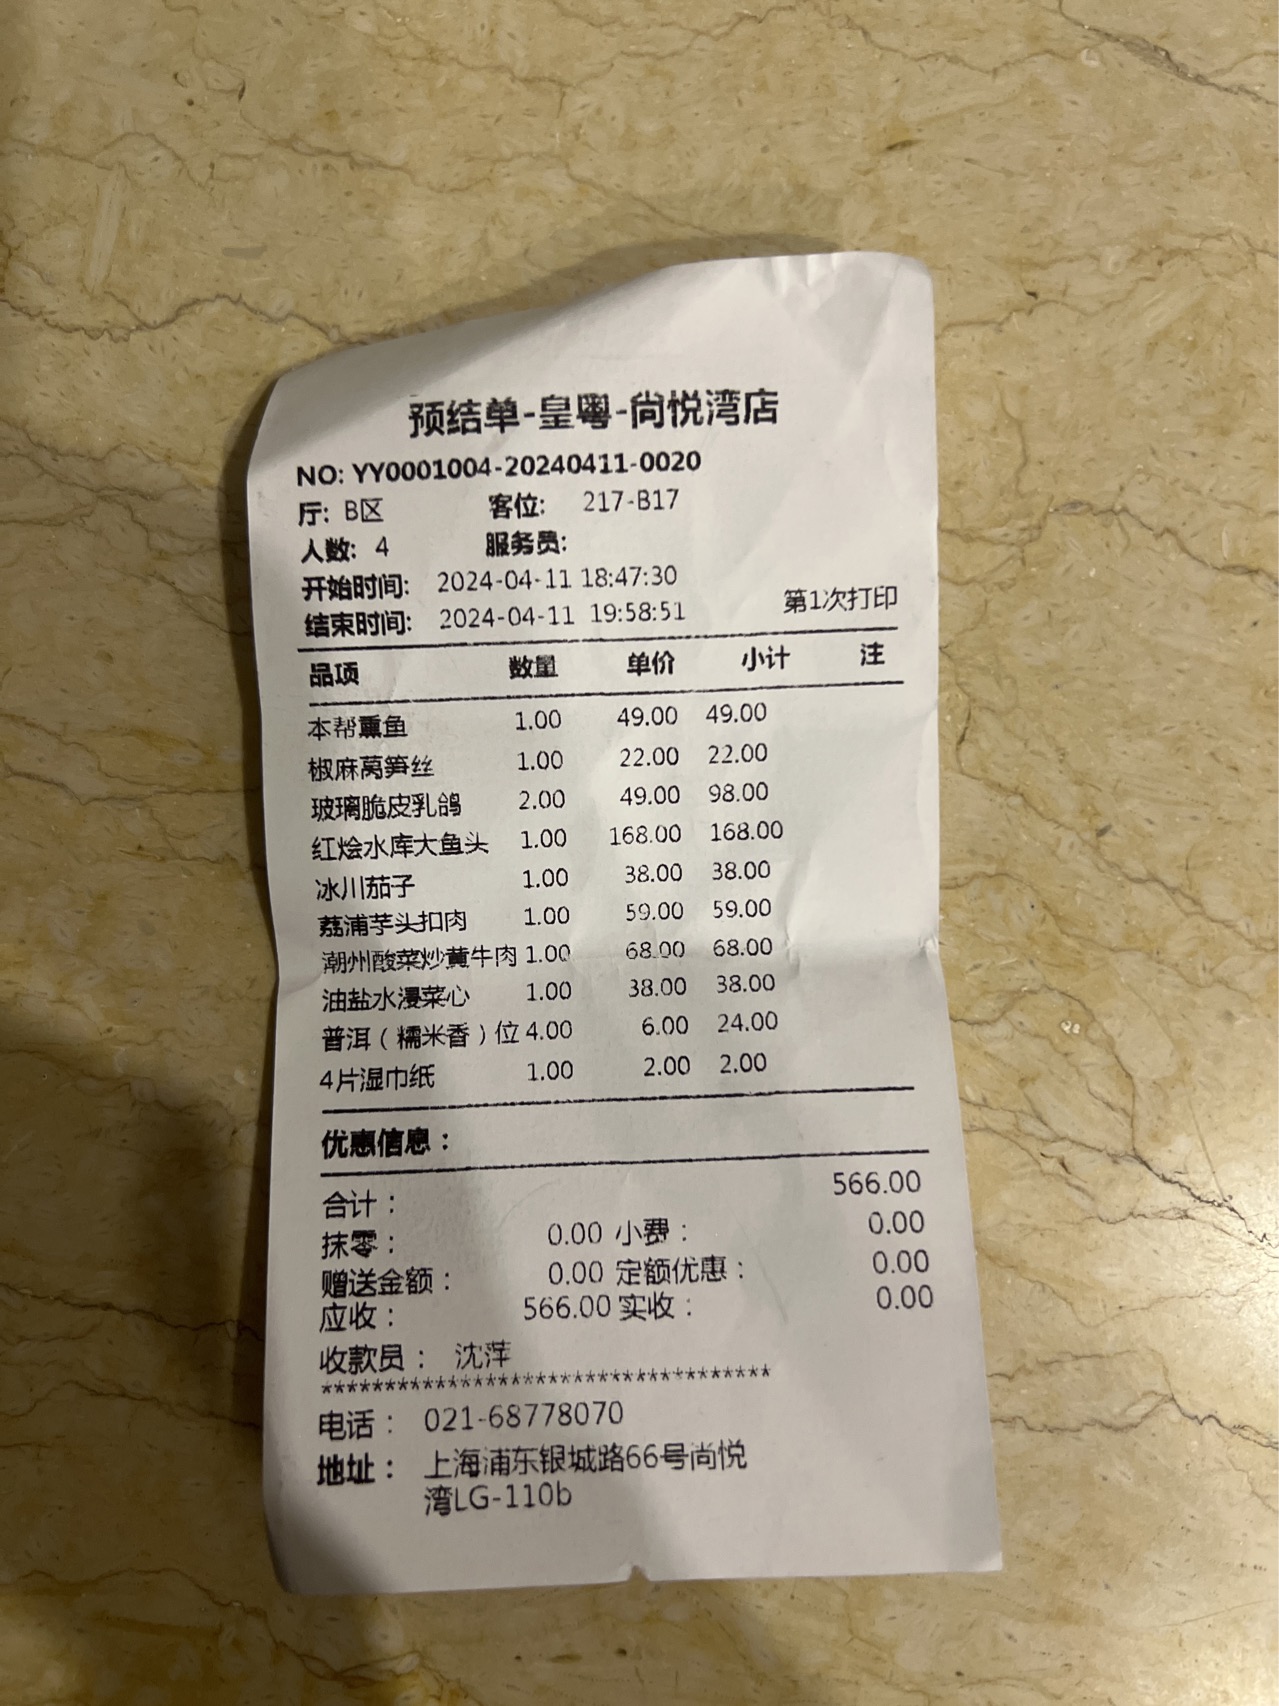 预结单-皇粤-尚悦湾店
NO: YY0001004-20240411-0020
厅: B区 客位: 217-B17
人数: 4 服务员:
开始时间: 2024-04-11 18:47:30
结束时间: 2024-04-11 19:58:51 第1次打印
品项 数量 单价 小计 注
本帮熏鱼 1.00 49.00 49.00
椒麻莴笋丝 1.00 22.00 22.00
玻璃脆皮乳鸽 2.00 49.00 98.00
红烩水库大鱼头 1.00 168.00 168.00
冰川茄子 1.00 38.00 38.00
荔浦芋头扣肉 1.00 59.00 59.00
潮州酸菜炒黄牛肉 1.00 68.00 68.00
油盐水浸菜心 1.00 38.00 38.00
普洱（糯米香）位 4.00 6.00 24.00
4片湿巾纸 1.00 2.00 2.00
优惠信息：
合计： 566.00
抹零： 0.00 小费： 0.00
赠送金额： 0.00 定额优惠： 0.00
应收： 566.00 实收： 0.00
收款员： 沈萍
************************************
电话： 021-68778070
地址： 上海浦东银城路66号尚悦
湾LG-110b